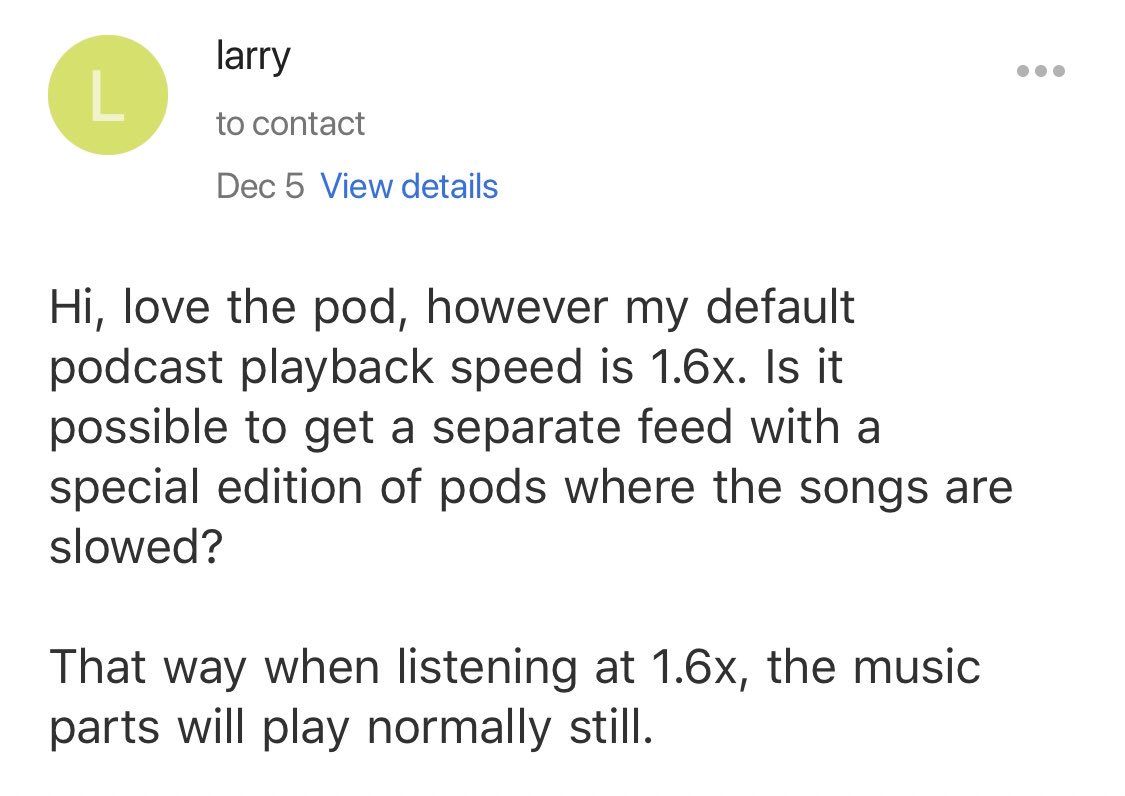 L
larry
to contact
Dec 5 View details
Hi, love the pod, however my default
podcast playback speed is 1.6x. Is it
possible to get a separate feed with a
special edition of pods where the songs are
slowed?
That way when listening at 1.6x, the music
parts will play normally still.